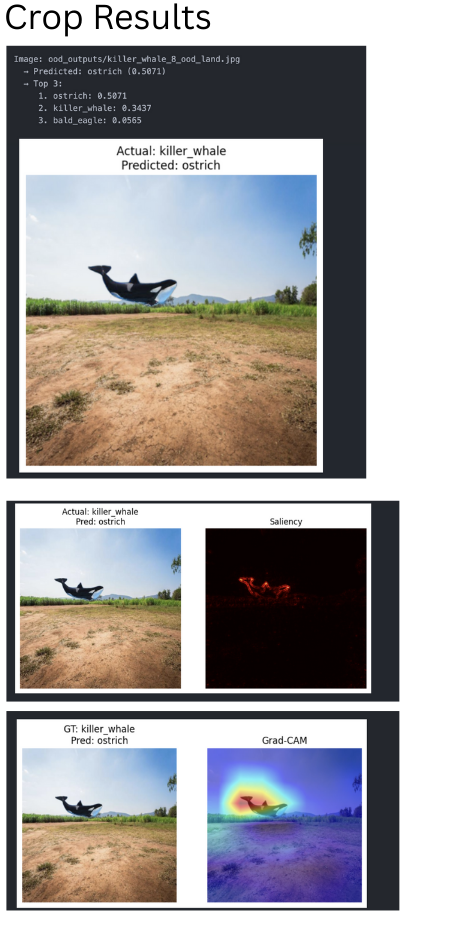 Crop Results
Image: ood_outputs/killer_whale_8_ood_land.jpg
→ Predicted: ostrich (0.5071)
→ Top 3:
1. ostrich: 0.5071
2. killer_whale: 0.3437
3. bald_eagle: 0.0565
Actual: killer_whale
Predicted: ostrich
Actual: killer_whale
Pred: ostrich
Saliency
GT: killer_whale
Pred: ostrich
Grad-CAM